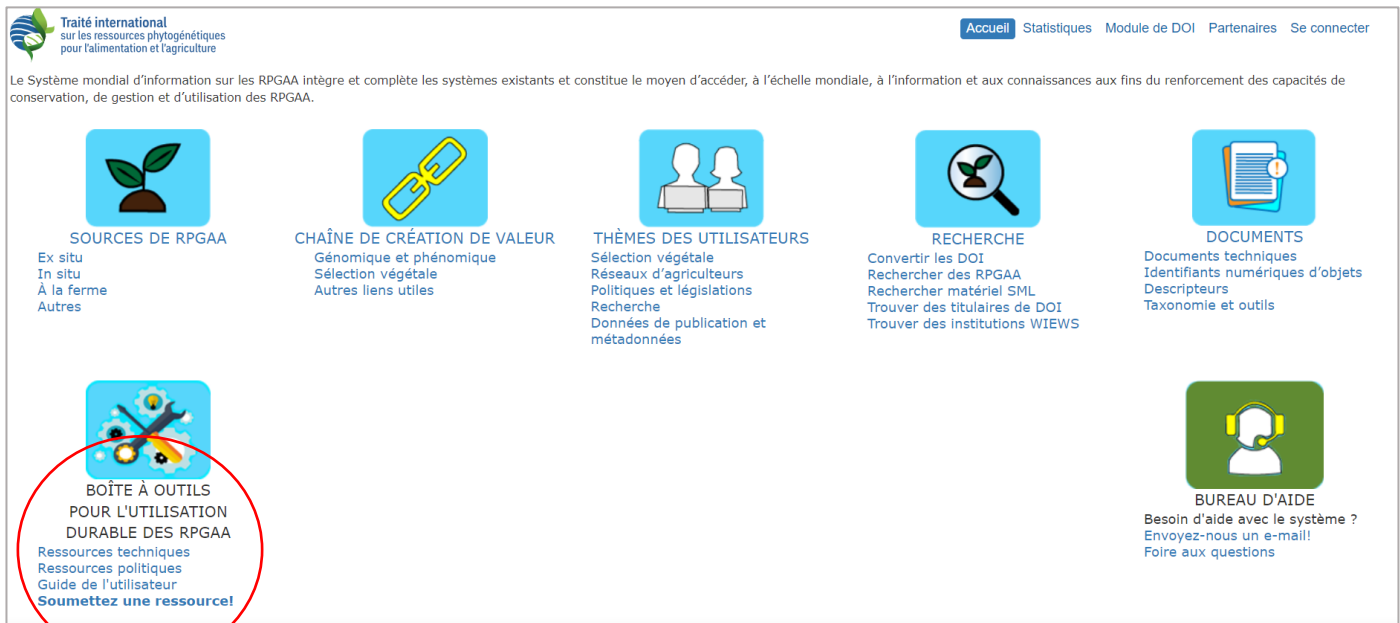 Traité international
sur les ressources phytogénétiques
pour l'alimentation et l'agriculture
Accueil Statistiques Module de DOI Partenaires Se connecter
Le Système mondial d'information sur les RPGAA intègre et complète les systèmes existants et constitue le moyen d'accéder, à l'échelle mondiale, à l'information et aux connaissances aux fins du renforcement des capacités de
conservation, de gestion et d'utilisation des RPGAA.
SOURCES DE RPGAA
Ex situ
In situ
À la ferme
Autres
CHAÎNE DE CRÉATION DE VALEUR
Génomique et phénomique
Sélection végétale
Autres liens utiles
THÈMES DES UTILISATEURS
Sélection végétale
Réseaux d'agriculteurs
Politiques et législations
Recherche
Données de publication et
métadonnées
RECHERCHE
Convertir les DOI
Rechercher des RPGAA
Rechercher matériel SML
Trouver des titulaires de DOI
Trouver des institutions WIEWS
DOCUMENTS
Documents techniques
Identifiants numériques d'objets
Descripteurs
Taxonomie et outils
BOÎTE À OUTILS
POUR L'UTILISATION
DURABLE DES RPGAA
Ressources techniques
Ressources politiques
Guide de l'utilisateur
Soumettez une ressource!
BUREAU D'AIDE
Besoin d'aide avec le système ?
Envoyez-nous un e-mail!
Foire aux questions